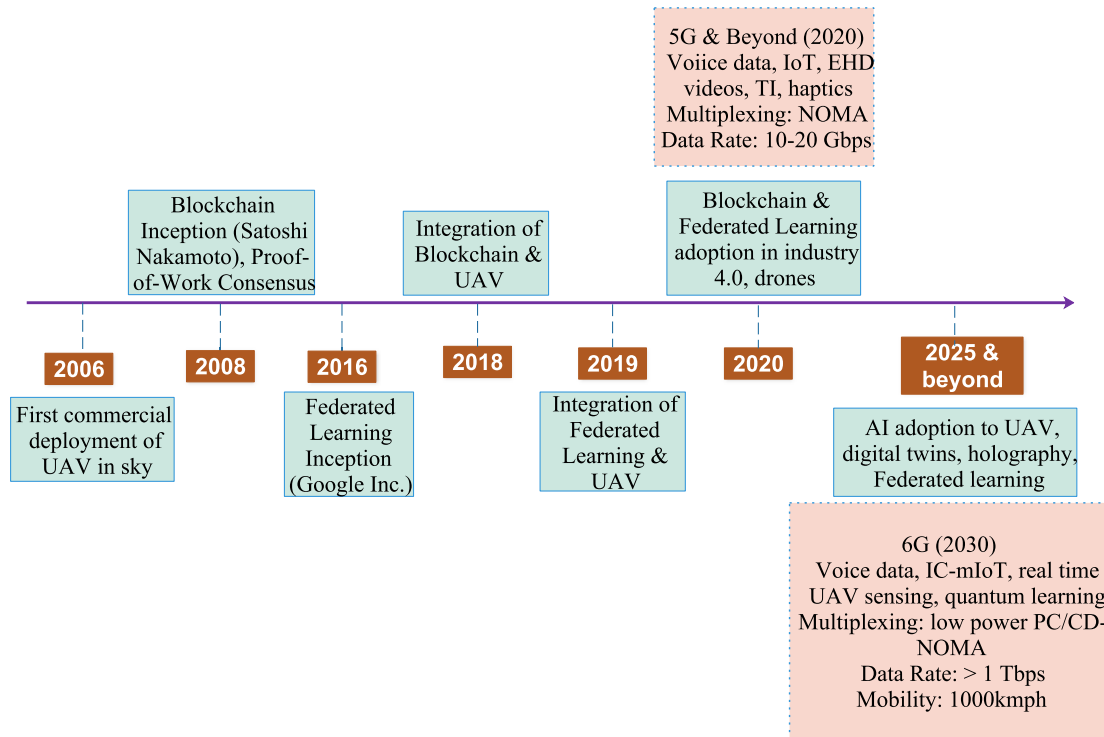 5G & Beyond (2020)
Voiice data, IoT, EHD
videos, TI, haptics
Multiplexing: NOMA
Data Rate: 10-20 Gbps
Blockchain
Inception (Satoshi
Nakamoto), Proof-
of-Work Consensus
Integration of
Blockchain &
UAV
Blockchain &
Federated Learning
adoption in industry
4.0, drones
2006
2008
2016
2018
2019
2020
2025 &
beyond
First commercial
deployment of
UAV in sky
Federated
Learning
Inception
(Google Inc.)
Integration of
Federated
Learning &
UAV
AI adoption to UAV,
digital twins, holography,
Federated learning
6G (2030)
Voice data, IC-mIoT, real time
UAV sensing, quantum learning
Multiplexing: low power PC/CD-
NOMA
Data Rate: > 1 Tbps
Mobility: 1000kmph